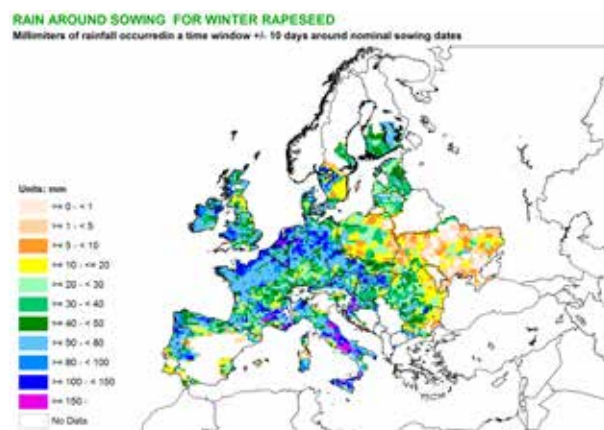 RAIN AROUND SOWING FOR WINTER RAPESEED
Millimeters of rainfall occurredin a time window +/- 10 days around nominal sowing dates
Units: mm
>= 0 - < 1
>= 1 - < 5
>= 5 - < 10
>= 10 - <= 20
>= 20 - < 30
>= 30 - < 40
>= 40 - < 50
>= 50 - < 80
>= 80 - < 100
>= 100 - < 150
>= 150 -
No Data